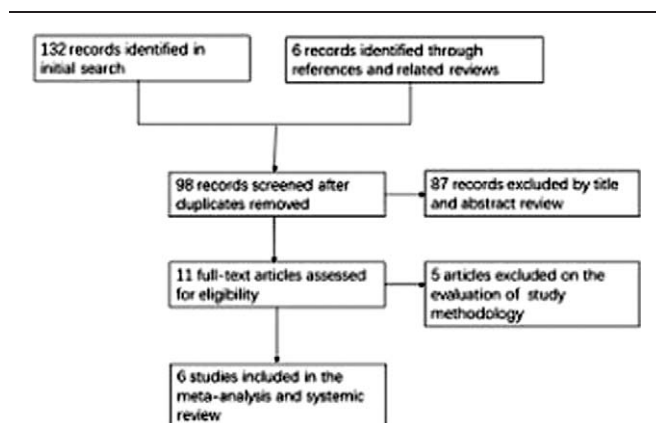 132 records identified in
initial search
6 records identified through
references and related reviews
98 records screened after
duplicates removed
87 records excluded by title
and abstract review
11 full-text articles assessed
for eligibility
5 articles excluded on the
evaluation of study
methodology
6 studies included in the
meta-analysis and systemic
review